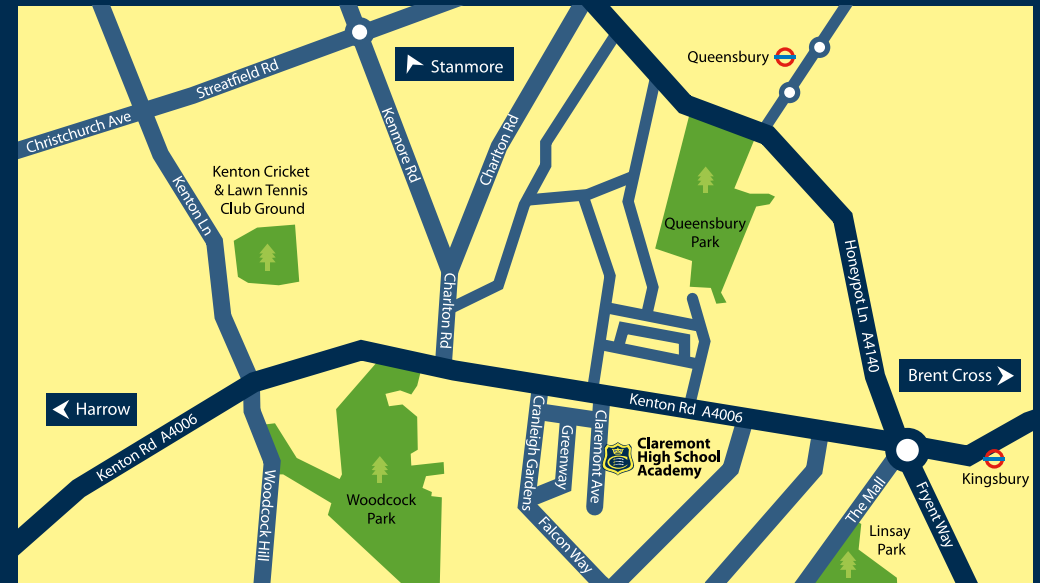 Queensbury
Stanmore
Streatfield Rd
Christchurch Ave
Kenmore Rd
Charlton Rd
Kenton Cricket
& Lawn Tennis
Club Ground
Kenton Ln
Queensbury
Park
Honeypot Ln A4140
Charlton Rd
Brent Cross
Harrow
Kenton Rd A4006
Kenton Rd A4006
Cranleigh Gardens
Greenway
Claremont Ave
Claremont
High School
Academy
Kingsbury
Woodcock Hill
Woodcock
Park
The Mall
Fryent Way
Linsay
Park
Falcon Way